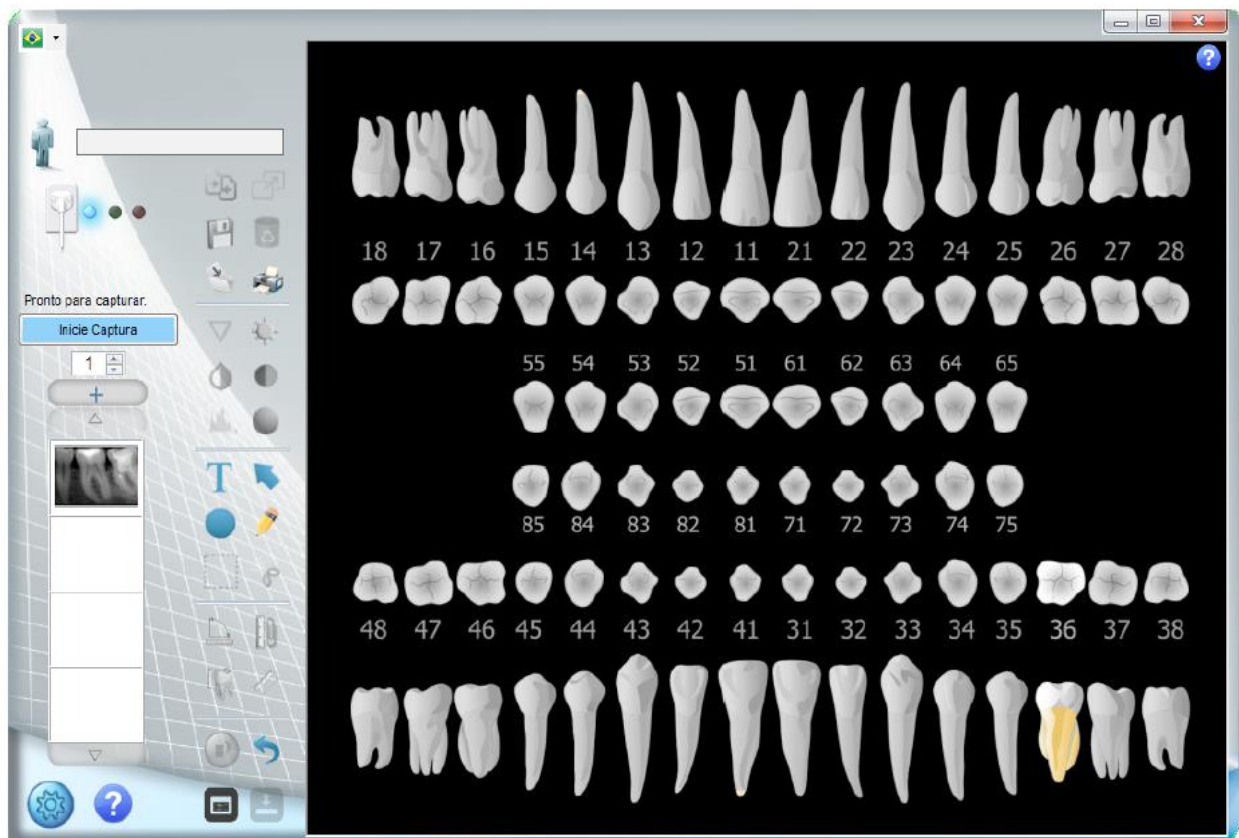 ?
18 17 16 15 14 13 12 11 21 22 23 24 25 26 27 28
Pronto para capturar.
Inicie Captura
1
+
55 54 53 52 51 61 62 63 64 65
T
85 84 83 82 81 71 72 73 74 75
48 47 46 45 44 43 42 41 31 32 33 34 35 36 37 38
?